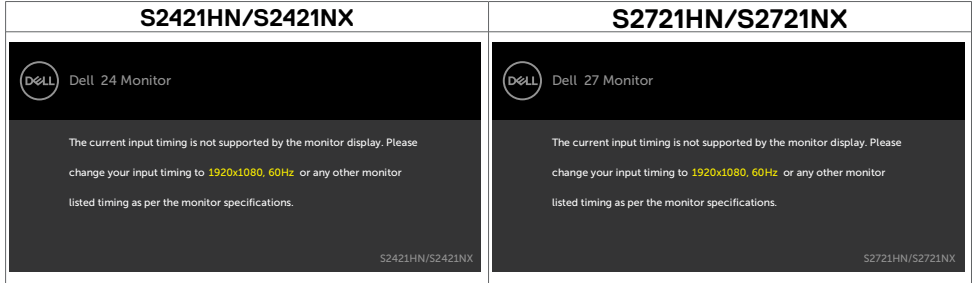 S2421HN/S2421NX
S2721HN/S2721NX
DELL
Dell 24 Monitor
The current input timing is not supported by the monitor display. Please
change your input timing to 1920x1080, 60Hz or any other monitor
listed timing as per the monitor specifications.
S2421HN/S2421NX
DELL
Dell 27 Monitor
The current input timing is not supported by the monitor display. Please
change your input timing to 1920x1080, 60Hz or any other monitor
listed timing as per the monitor specifications.
S2721HN/S2721NX